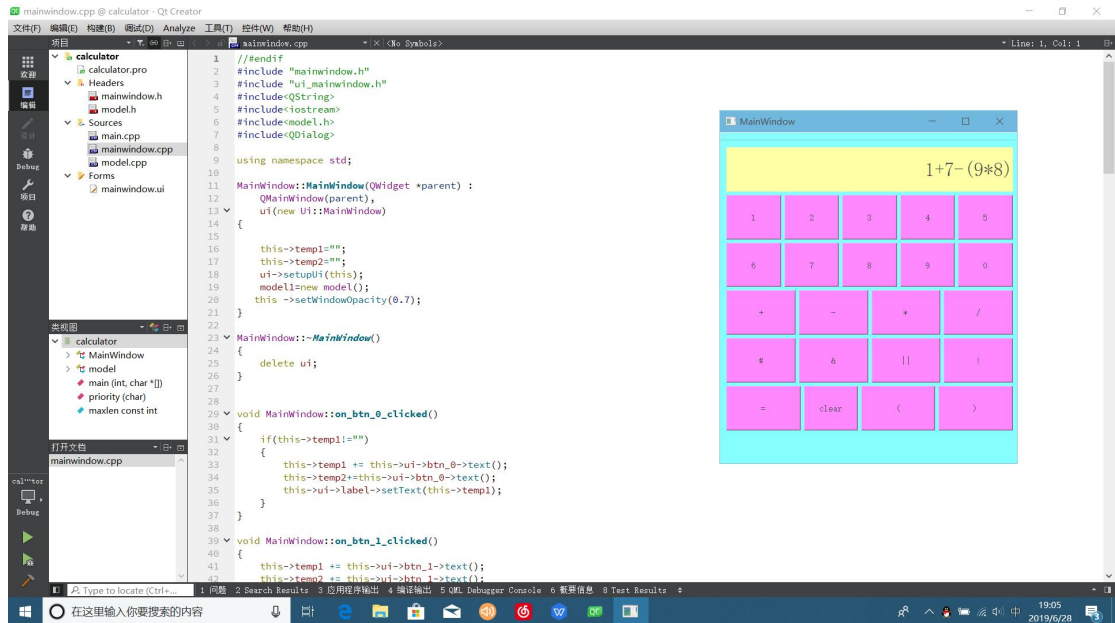 mainwindow.cpp @ calculator - Qt Creator
文件(F) 编辑(E) 构建(B) 调试(D) Analyze 工具(T) 控件(W) 帮助(H)
项目
mainwindow.cpp
<No Symbols>
Line: 1, Col: 1
欢迎
编辑
设计
Debug
项目
帮助
calculator
calculator.pro
Headers
mainwindow.h
model.h
Sources
main.cpp
mainwindow.cpp
model.cpp
Forms
mainwindow.ui
类视图
calculator
MainWindow
model
main (int, char *[])
priority (char)
maxlen const int
打开文档
mainwindow.cpp
cal…tor
Debug
1 //#endif
2 #include "mainwindow.h"
3 #include "ui_mainwindow.h"
4 #include<QString>
5 #include<iostream>
6 #include<model.h>
7 #include<QDialog>
8
9 using namespace std;
10
11 MainWindow::MainWindow(QWidget *parent) :
12 QMainWindow(parent),
13 ui(new Ui::MainWindow)
14 {
15
16 this->temp1="";
17 this->temp2="";
18 ui->setupUi(this);
19 model1=new model();
20 this ->setWindowOpacity(0.7);
21 }
22
23 MainWindow::~MainWindow()
24 {
25 delete ui;
26 }
27
28
29 void MainWindow::on_btn_0_clicked()
30 {
31 if(this->temp1!="")
32 {
33 this->temp1 += this->ui->btn_0->text();
34 this->temp2+=this->ui->btn_0->text();
35 this->ui->label->setText(this->temp1);
36 }
37 }
38
39 void MainWindow::on_btn_1_clicked()
40 {
41 this->temp1 += this->ui->btn_1->text();
42 this->temp2 += this->ui->btn_1->text();
MainWindow
1+7-(9*8)
1 2 3 4 5
6 7 8 9 0
+ - * /
# & || !
= clear ( )
Type to locate (Ctrl+...
1 问题 2 Search Results 3 应用程序输出 4 编译输出 5 QML Debugger Console 6 概要信息 8 Test Results
在这里输入你要搜索的内容
中
19:05
2019/6/28